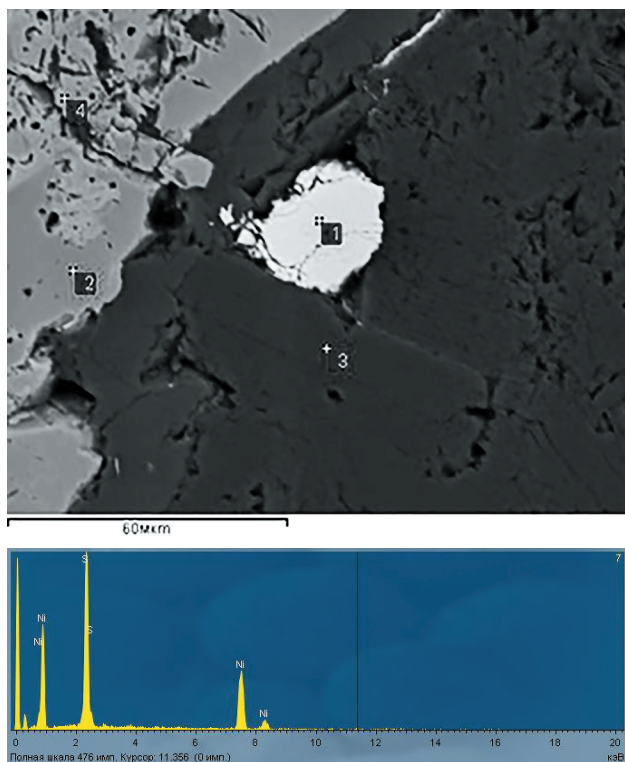 4
1
2
3
60мкm
7
S
Ni
Ni
S
Ni
Ni
0 2 4 6 8 10 12 14 16 18 20
Полная шкала 476 имп. Курсор: 11.356 (0 имп.) кэВ